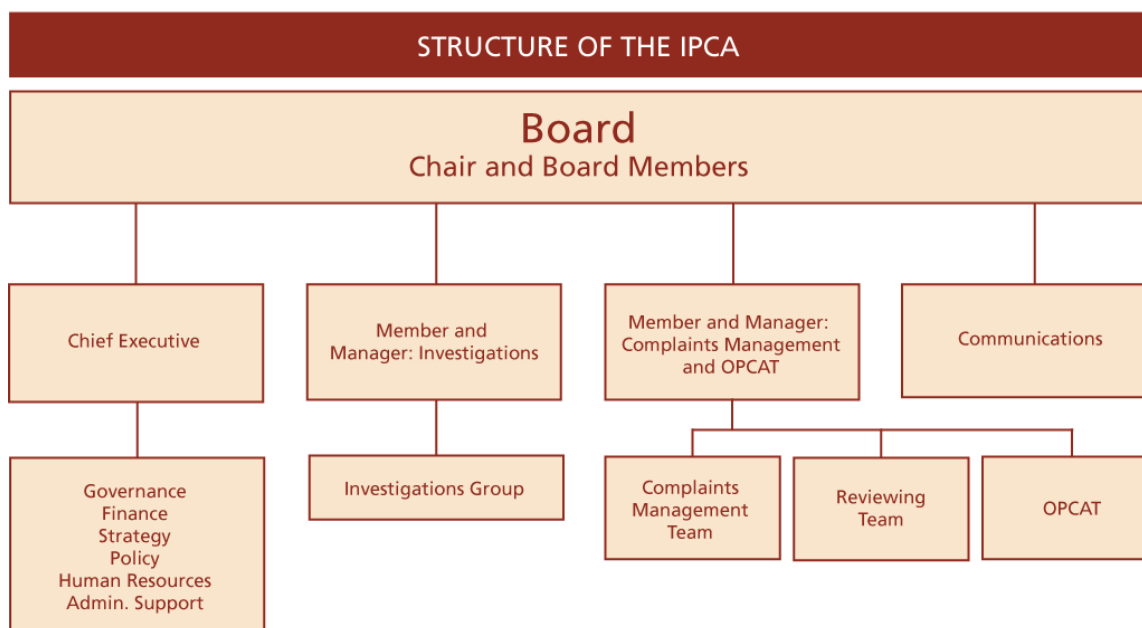 STRUCTURE OF THE IPCA
Board
Chair and Board Members
Chief Executive
Member and
Manager: Investigations
Member and Manager:
Complaints Management
and OPCAT
Communications
Governance
Finance
Strategy
Policy
Human Resources
Admin. Support
Investigations Group
Complaints
Management
Team
Reviewing
Team
OPCAT